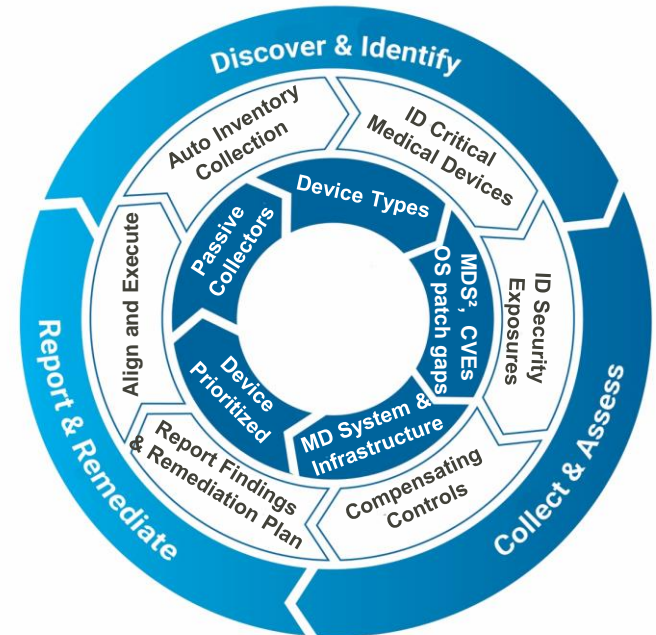 Discover & Identify
Auto Inventory
Collection
ID Critical
Medical Devices
ID Security
Exposures
Compensating
Controls
Report Findings
& Remediation Plan
Align and Execute
Collect & Assess
Report & Remediate
Device Types
MDS², CVEs
OS patch gaps
MD System &
Infrastructure
Device
Prioritized
Passive
Collectors